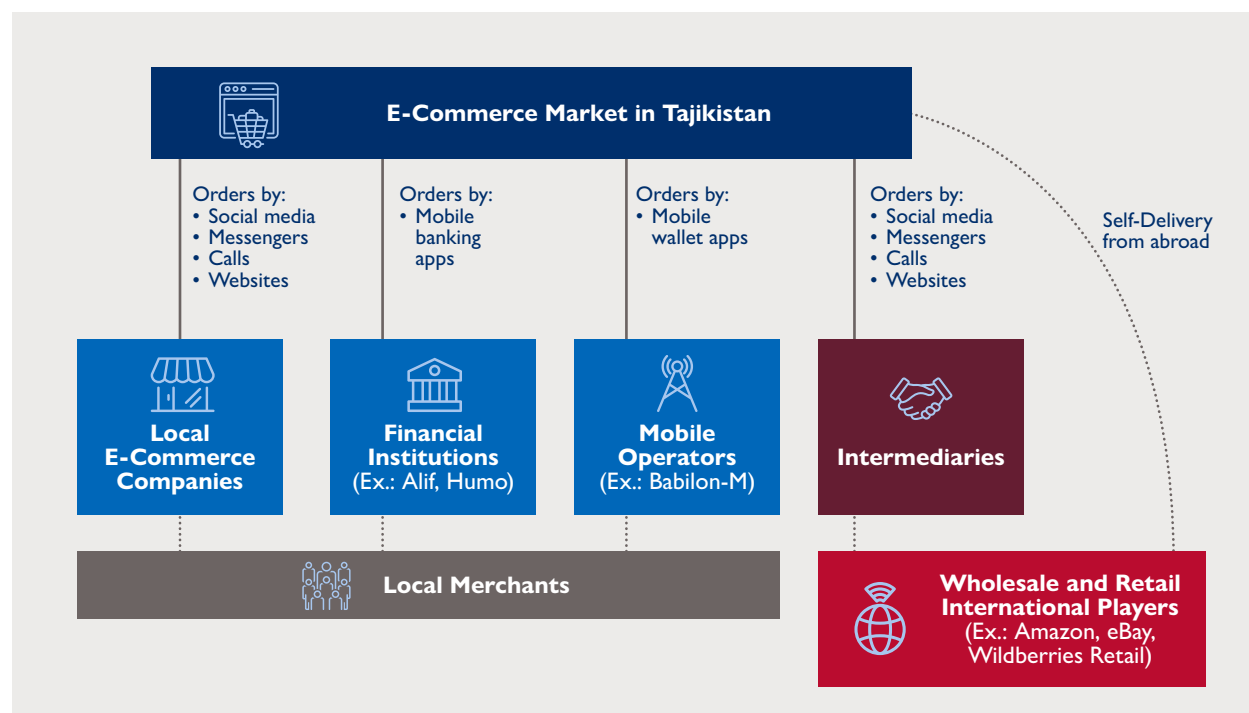 E-Commerce Market in Tajikistan
Orders by:
• Social media
• Messengers
• Calls
• Websites
Orders by:
• Mobile
banking
apps
Orders by:
• Mobile
wallet apps
Orders by:
• Social media
• Messengers
• Calls
• Websites
Self-Delivery
from abroad
Local
E-Commerce
Companies
Financial
Institutions
(Ex.: Alif, Humo)
Mobile
Operators
(Ex.: Babilon-M)
Intermediaries
Local Merchants
Wholesale and Retail
International Players
(Ex.: Amazon, eBay,
Wildberries Retail)